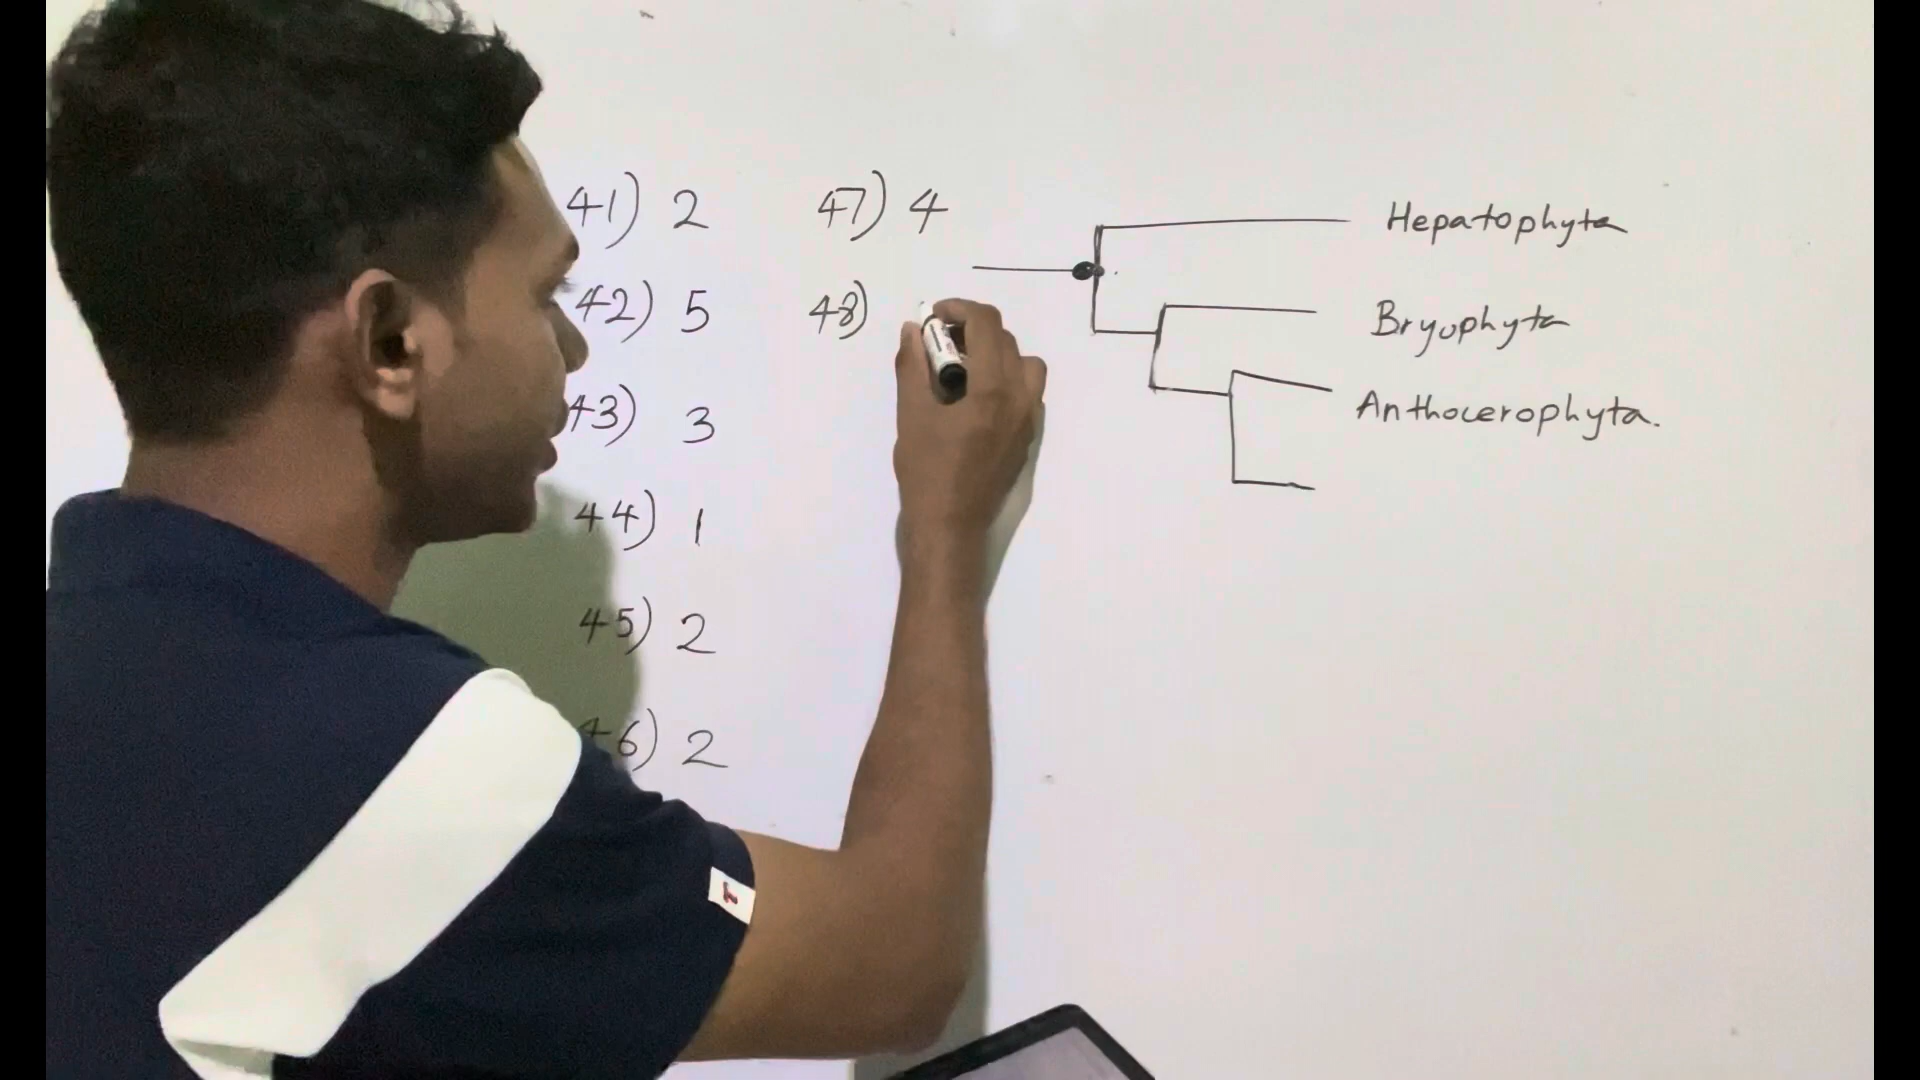 41) 2
42) 5
43) 3
44) 1
45) 2
46) 2
47) 4
48)
Hepatophyta
Bryophyta
Anthocerophyta.